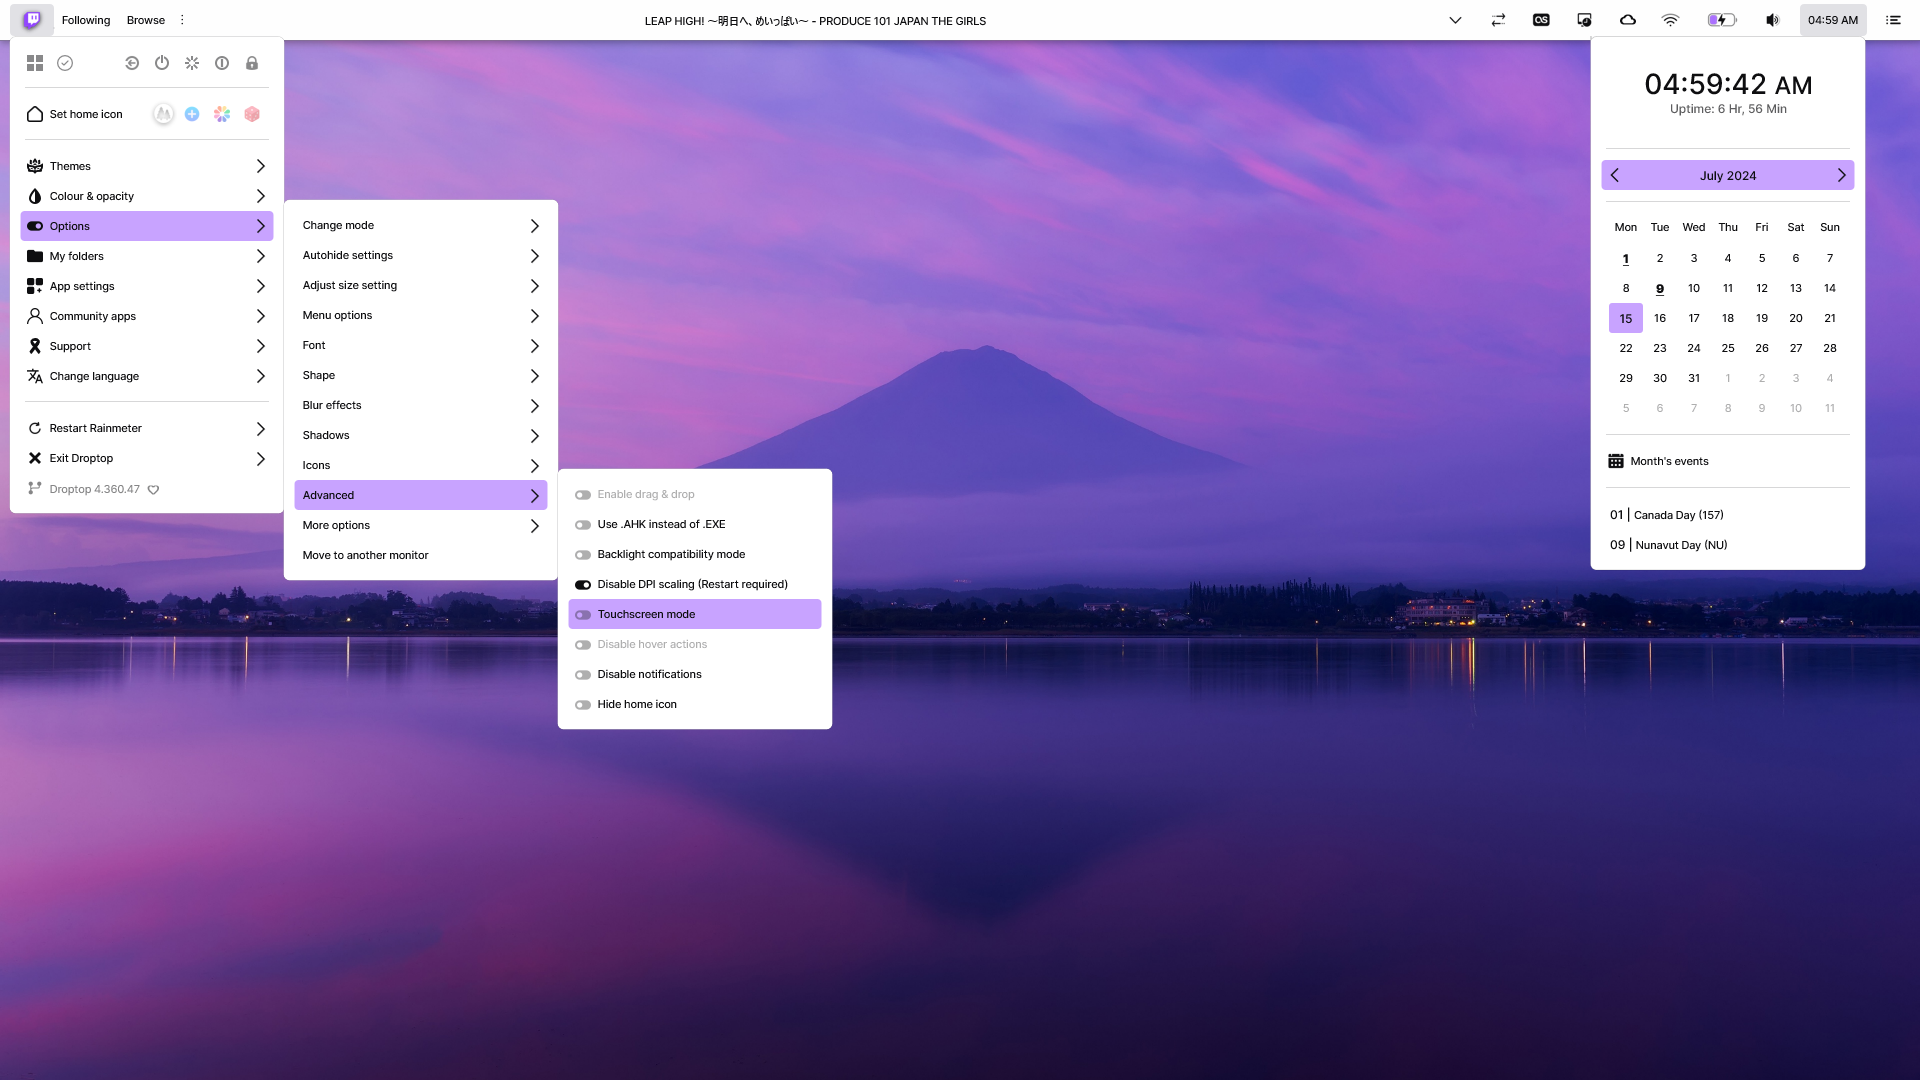 Following Browse
LEAP HIGH! ～明日へ、めいっぱい～ - PRODUCE 101 JAPAN THE GIRLS
04:59 AM
Set home icon
Themes
Colour & opacity
Options
My folders
App settings
Community apps
Support
Change language
Restart Rainmeter
Exit Droptop
Droptop 4.360.47
Change mode
Autohide settings
Adjust size setting
Menu options
Font
Shape
Blur effects
Shadows
Icons
Advanced
More options
Move to another monitor
Enable drag & drop
Use .AHK instead of .EXE
Backlight compatibility mode
Disable DPI scaling (Restart required)
Touchscreen mode
Disable hover actions
Disable notifications
Hide home icon
04:59:42 AM
Uptime: 6 Hr, 56 Min
July 2024
Mon Tue Wed Thu Fri Sat Sun
1 2 3 4 5 6 7
8 9 10 11 12 13 14
15 16 17 18 19 20 21
22 23 24 25 26 27 28
29 30 31 1 2 3 4
5 6 7 8 9 10 11
Month's events
01 | Canada Day (157)
09 | Nunavut Day (NU)